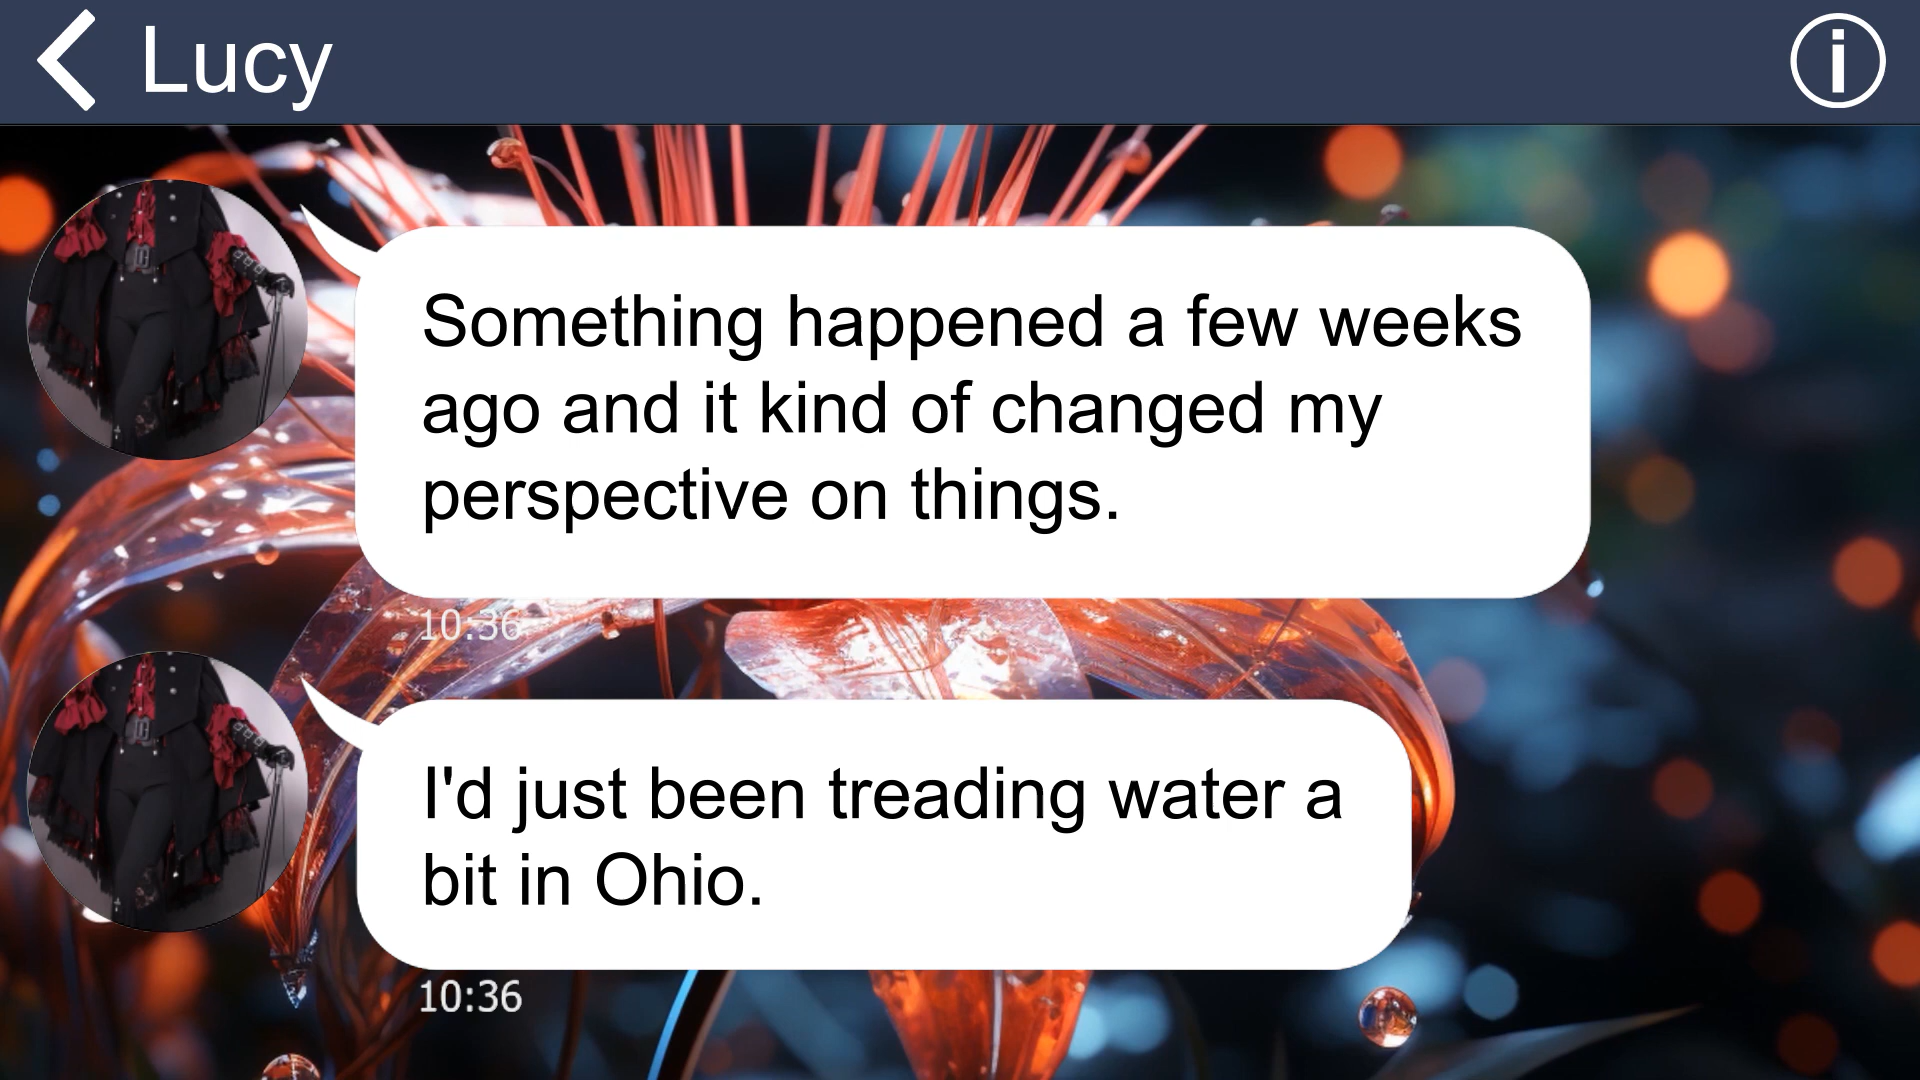 Lucy
Something happened a few weeks
ago and it kind of changed my
perspective on things.
10:36
I'd just been treading water a
bit in Ohio.
10:36